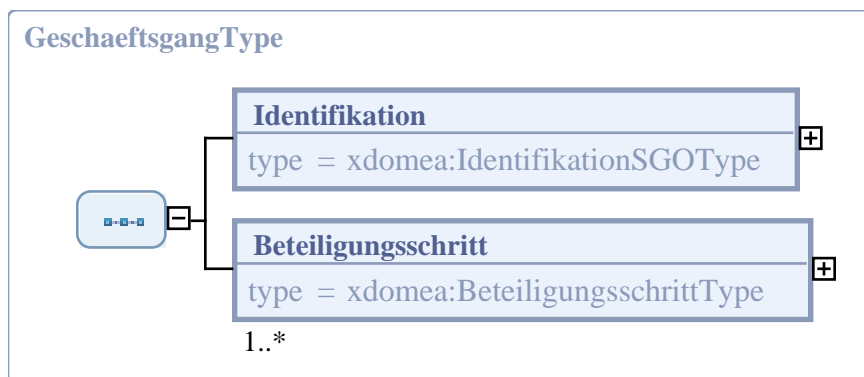 GeschaeftsgangType
Identifikation
type = xdomea:IdentifikationSGOType
Beteiligungsschritt
type = xdomea:BeteiligungsschrittType
1..*